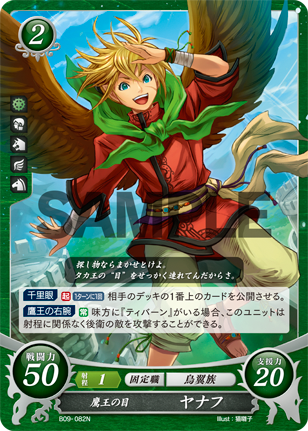 2
SAMPLE
探し物ならまかせとけよ。
タカ王の“目”をせっかく連れてんだからさ。
千里眼 起 1ターンに1回 相手のデッキの1番上のカードを公開させる。
鷹王の右腕 常 味方に『ティバーン』がいる場合、このユニットは
射程に関係なく後衛の敵を攻撃することができる。
戦闘力
50
射程 1
固定職 鳥翼族
支援力
20
鷹王の目 ヤナフ
B09-082N
Illust:猫囃子